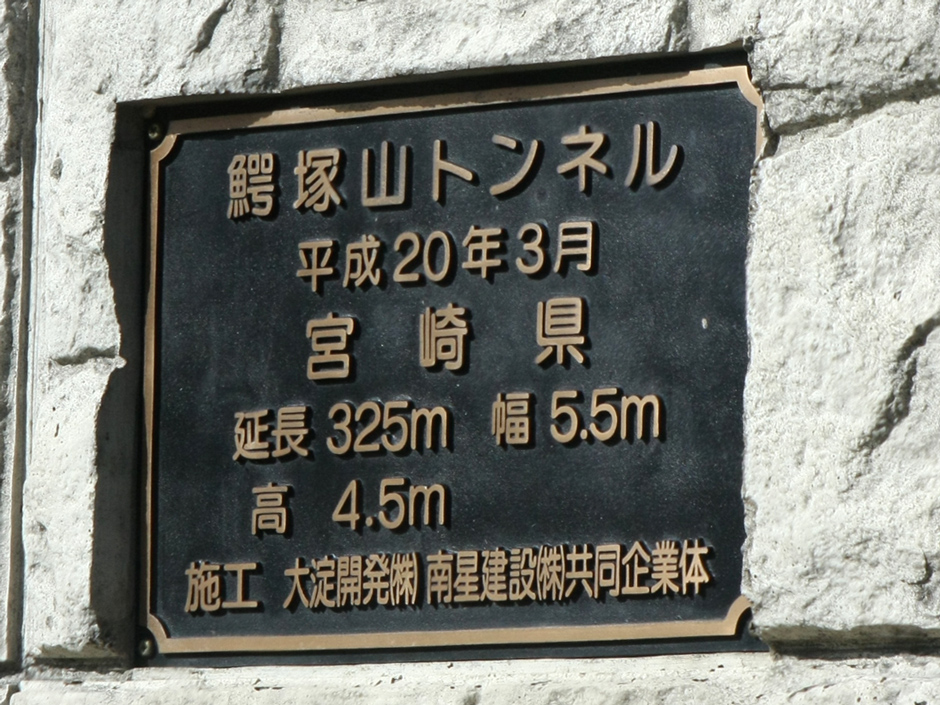 鰐塚山トンネル
平成20年3月
宮崎県
延長 325m 幅 5.5m
高 4.5m
施工 大淀開発㈱ 南星建設㈱共同企業体